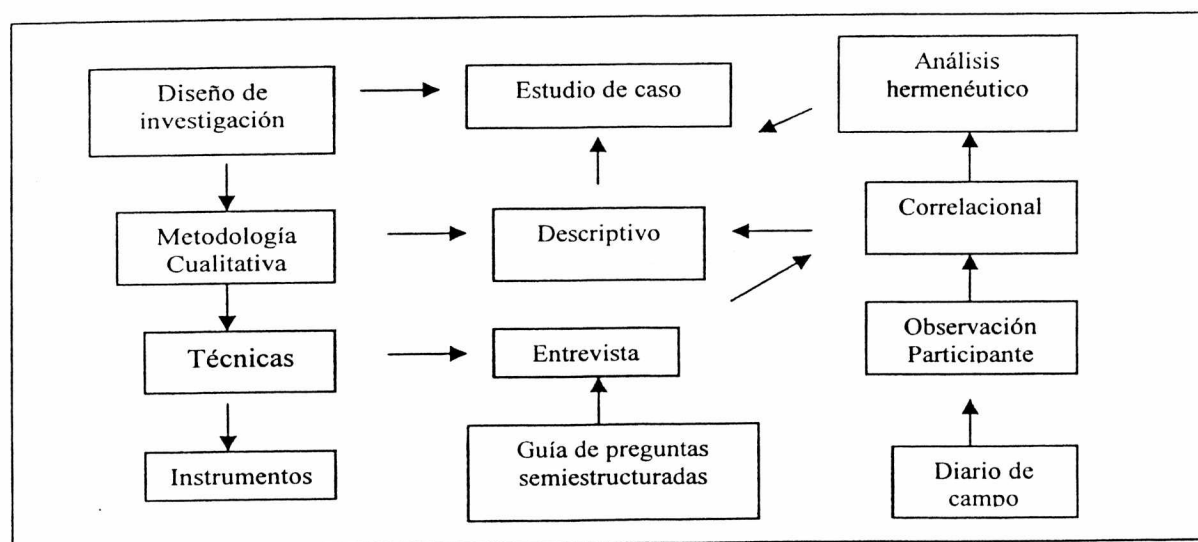 Diseño de
investigación
Estudio de caso
Análisis
hermenéutico
Metodología
Cualitativa
Descriptivo
Correlacional
Técnicas
Entrevista
Observación
Participante
Instrumentos
Guía de preguntas
semiestructuradas
Diario de
campo